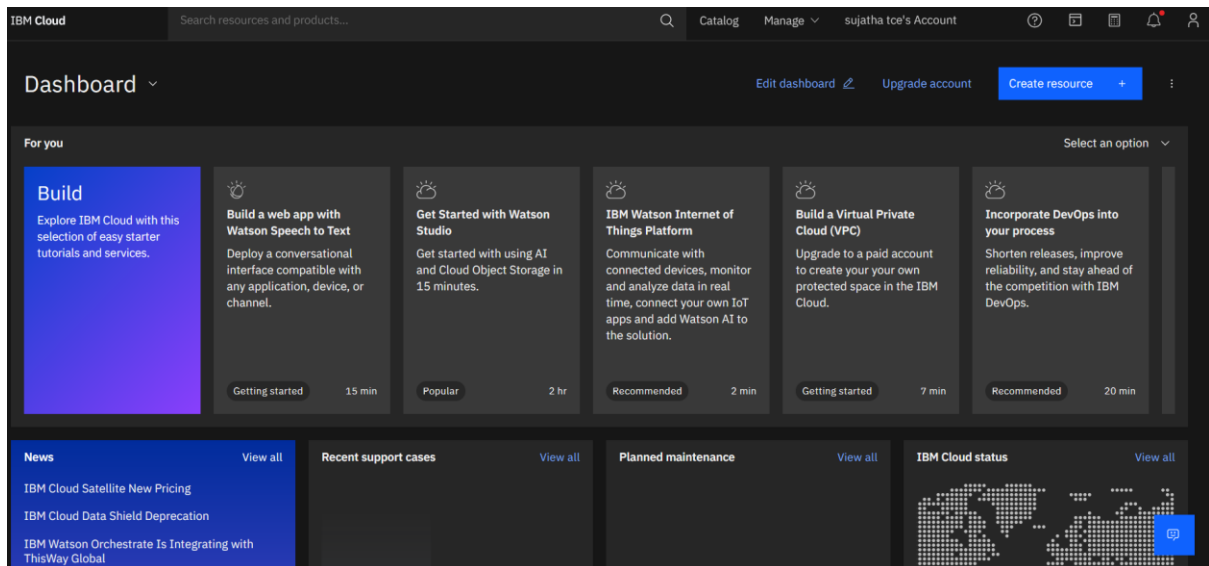 IBM Cloud
Search resources and products...
Catalog
Manage
sujatha tce's Account
Dashboard
Edit dashboard
Upgrade account
Create resource +
For you
Select an option
Build
Explore IBM Cloud with this
selection of easy starter
tutorials and services.
Build a web app with
Watson Speech to Text
Deploy a conversational
interface compatible with
any application, device, or
channel.
Getting started 15 min
Get Started with Watson
Studio
Get started with using AI
and Cloud Object Storage in
15 minutes.
Popular 2 hr
IBM Watson Internet of
Things Platform
Communicate with
connected devices, monitor
and analyze data in real
time, connect your own IoT
apps and add Watson AI to
the solution.
Recommended 2 min
Build a Virtual Private
Cloud (VPC)
Upgrade to a paid account
to create your your own
protected space in the IBM
Cloud.
Getting started 7 min
Incorporate DevOps into
your process
Shorten releases, improve
reliability, and stay ahead of
the competition with IBM
DevOps.
Recommended 20 min
News View all
IBM Cloud Satellite New Pricing
IBM Cloud Data Shield Deprecation
IBM Watson Orchestrate Is Integrating with
ThisWay Global
Recent support cases View all
Planned maintenance View all
IBM Cloud status View all